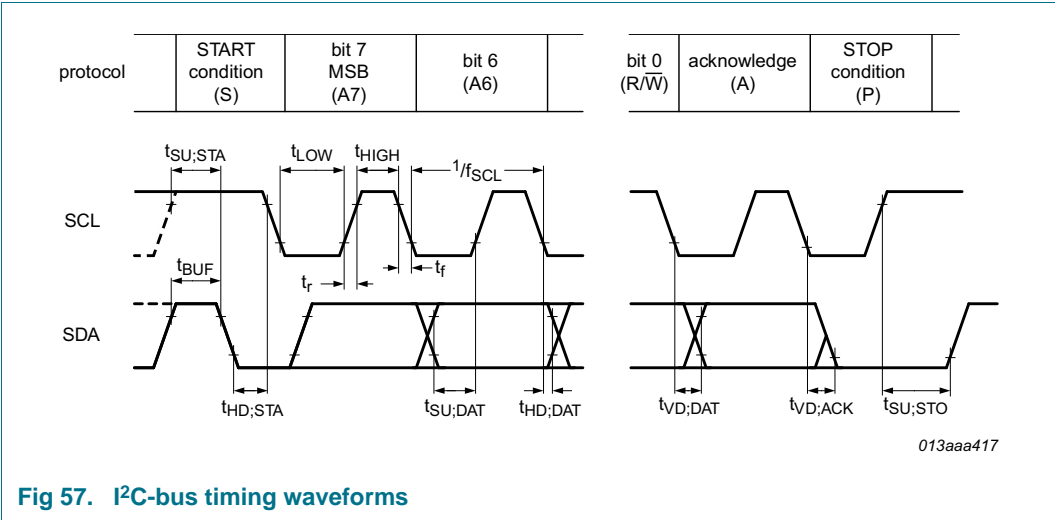 protocol
START
condition
(S)
bit 7
MSB
(A7)
bit 6
(A6)
bit 0
(R/W̅)
acknowledge
(A)
STOP
condition
(P)
tSU;STA
tLOW
tHIGH
1/fSCL
SCL
tBUF
tr
tf
SDA
tHD;STA
tSU;DAT
tHD;DAT
tVD;DAT
tVD;ACK
tSU;STO
013aaa417
Fig 57. I²C-bus timing waveforms